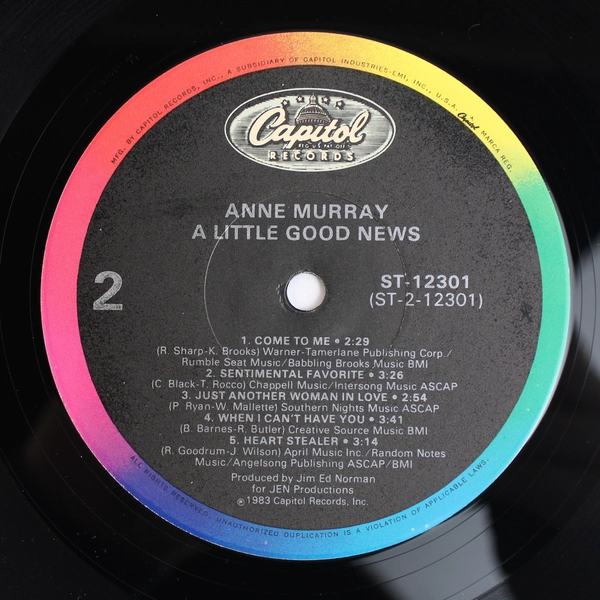 MFG. BY CAPITOL RECORDS, INC., A SUBSIDIARY OF CAPITOL INDUSTRIES-EMI, INC., U.S.A. Capitol MARCA REG.
Capitol
REG. U.S. PAT. OFF.
RECORDS
ANNE MURRAY
A LITTLE GOOD NEWS
2
ST-12301
(ST-2-12301)
1. COME TO ME • 2:29
(R. Sharp-K. Brooks) Warner-Tamerlane Publishing Corp./
Rumble Seat Music/Babbling Brooks Music BMI
2. SENTIMENTAL FAVORITE • 3:26
(C. Black-T. Rocco) Chappell Music/Intersong Music ASCAP
3. JUST ANOTHER WOMAN IN LOVE • 2:54
(P. Ryan-W. Mallette) Southern Nights Music ASCAP
4. WHEN I CAN'T HAVE YOU • 3:41
(B. Barnes-R. Butler) Creative Source Music BMI
5. HEART STEALER • 3:14
(R. Goodrum-J. Wilson) April Music Inc./Random Notes
Music/Angelsong Publishing ASCAP/BMI
Produced by Jim Ed Norman
for JEN Productions
℗1983 Capitol Records, Inc.
ALL RIGHTS RESERVED. UNAUTHORIZED DUPLICATION IS A VIOLATION OF APPLICABLE LAWS.